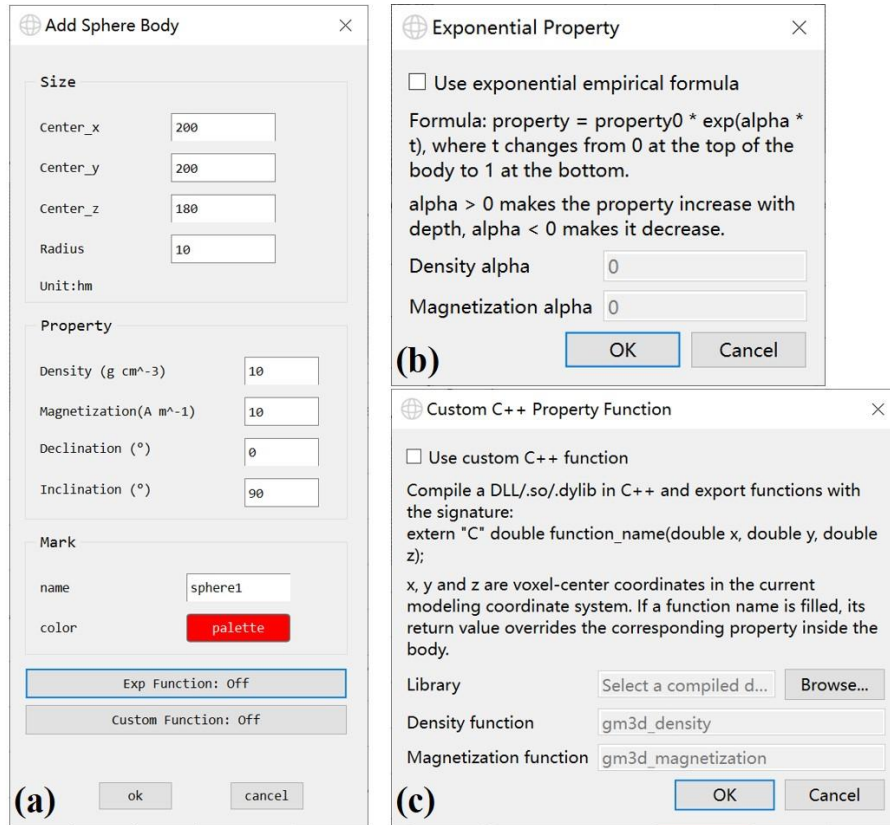 Add Sphere Body
Size
Center_x 200
Center_y 200
Center_z 180
Radius 10
Unit:hm
Property
Density (g cm^-3) 10
Magnetization(A m^-1) 10
Declination (°) 0
Inclination (°) 90
Mark
name sphere1
color palette
Exp Function: Off
Custom Function: Off
(a) ok cancel
Exponential Property
Use exponential empirical formula
Formula: property = property0 * exp(alpha *
t), where t changes from 0 at the top of the
body to 1 at the bottom.
alpha > 0 makes the property increase with
depth, alpha < 0 makes it decrease.
Density alpha 0
Magnetization alpha 0
(b) OK Cancel
Custom C++ Property Function
Use custom C++ function
Compile a DLL/.so/.dylib in C++ and export functions with
the signature:
extern "C" double function_name(double x, double y, double
z);
x, y and z are voxel-center coordinates in the current
modeling coordinate system. If a function name is filled, its
return value overrides the corresponding property inside the
body.
Library Select a compiled d... Browse...
Density function gm3d_density
Magnetization function gm3d_magnetization
(c) OK Cancel